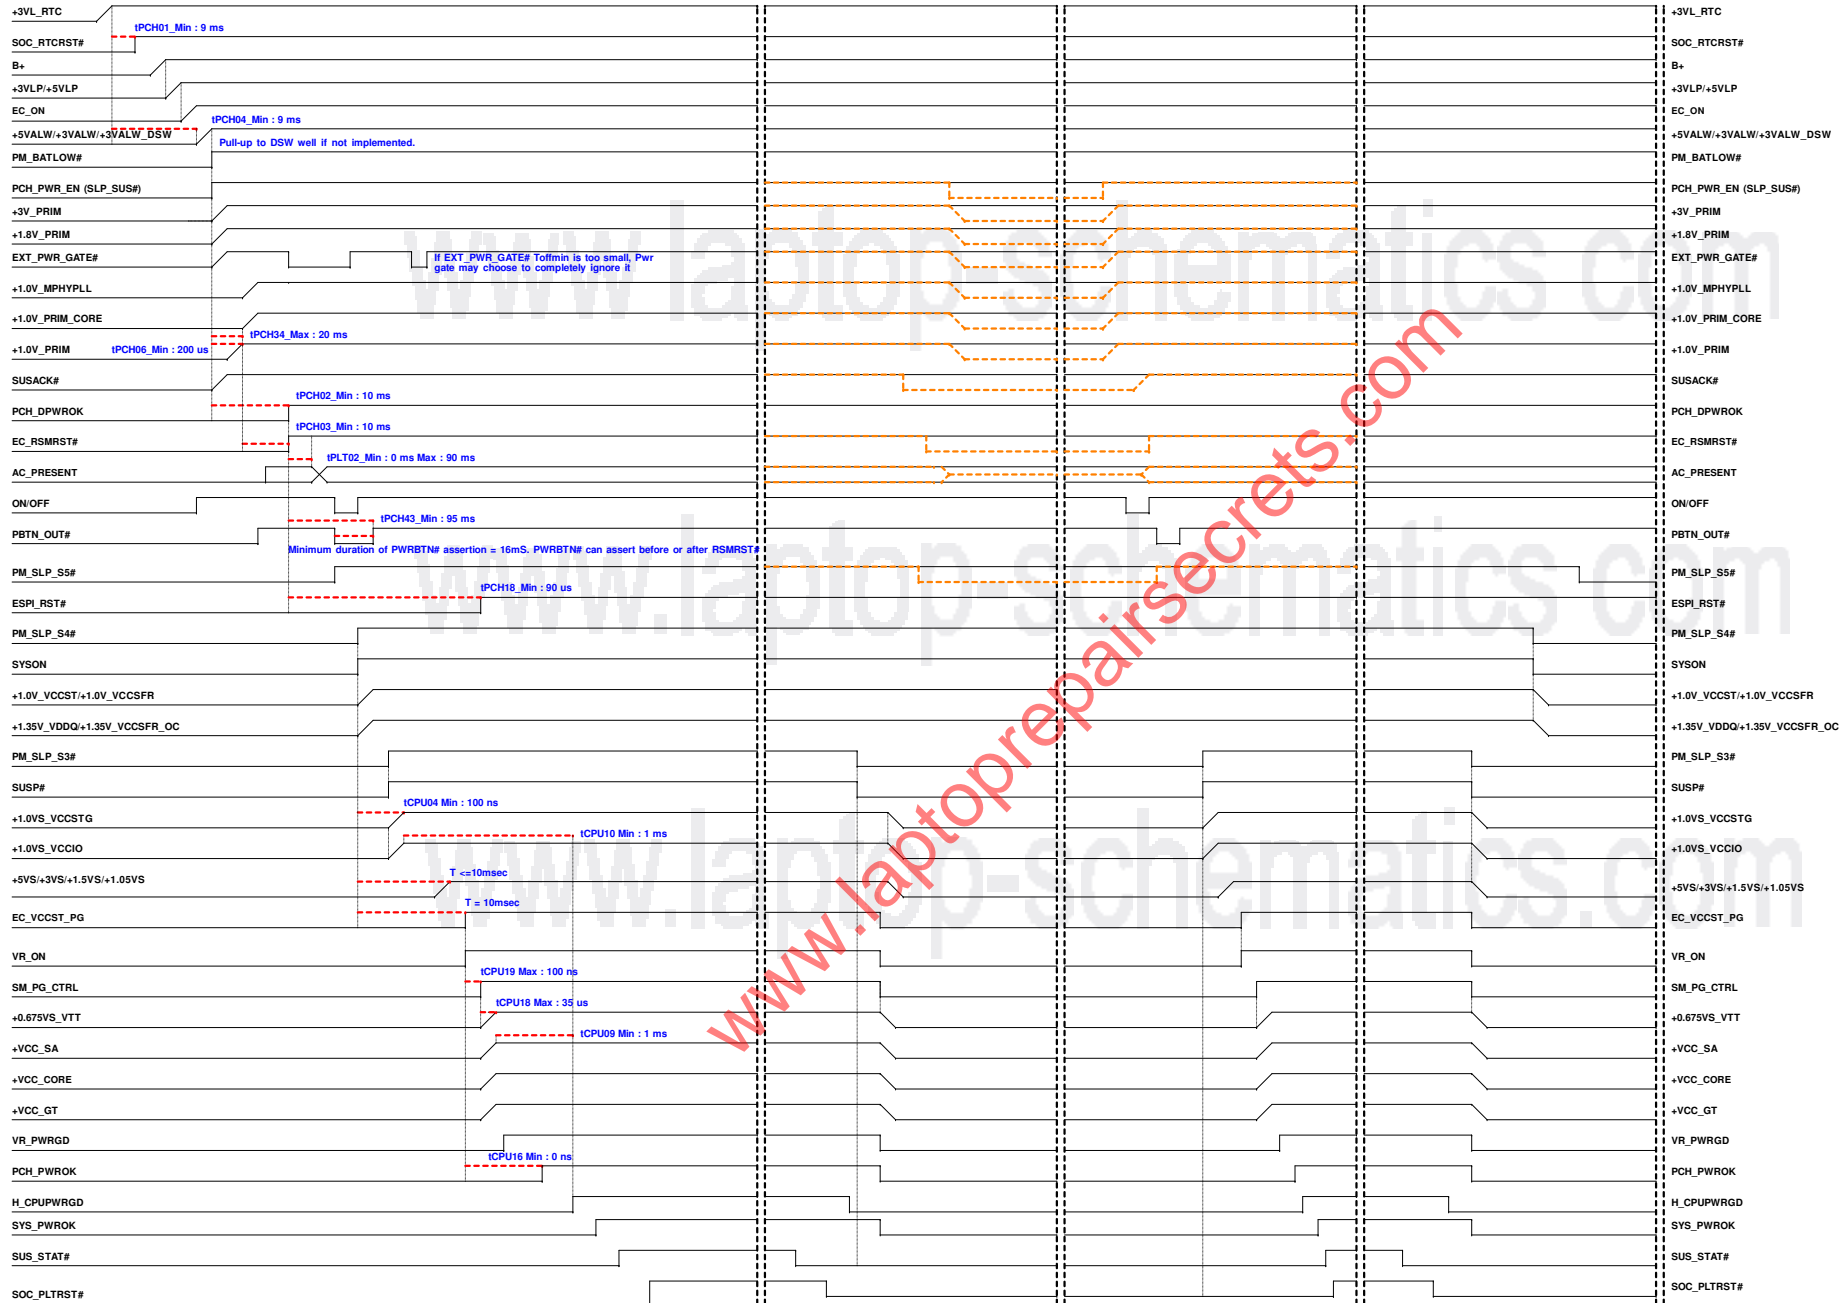 +3VL_RTC +3VL_RTC
tPCH01_Min : 9 ms
SOC_RTCRST# SOC_RTCRST#
B+ B+
+3VLP/+5VLP +3VLP/+5VLP
EC_ON EC_ON
tPCH04_Min : 9 ms
+5VALW/+3VALW/+3VALW_DSW +5VALW/+3VALW/+3VALW_DSW
Pull-up to DSW well if not implemented.
PM_BATLOW# PM_BATLOW#
PCH_PWR_EN (SLP_SUS#) PCH_PWR_EN (SLP_SUS#)
+3V_PRIM +3V_PRIM
+1.8V_PRIM +1.8V_PRIM
EXT_PWR_GATE# EXT_PWR_GATE#
If EXT_PWR_GATE# Toffmin is too small, Pwr
gate may choose to completely ignore it
www.laptop-schematics.com
+1.0V_MPHYPLL +1.0V_MPHYPLL
+1.0V_PRIM_CORE +1.0V_PRIM_CORE
tPCH34_Max : 20 ms
+1.0V_PRIM tPCH06_Min : 200 us +1.0V_PRIM
SUSACK# SUSACK#
tPCH02_Min : 10 ms
PCH_DPWROK PCH_DPWROK
tPCH03_Min : 10 ms
EC_RSMRST# EC_RSMRST#
tPLT02_Min : 0 ms Max : 90 ms
AC_PRESENT AC_PRESENT
ON/OFF ON/OFF
tPCH43_Min : 95 ms
PBTN_OUT# PBTN_OUT#
Minimum duration of PWRBTN# assertion = 16mS. PWRBTN# can assert before or after RSMRST#
PM_SLP_S5# PM_SLP_S5#
tPCH18_Min : 90 us
www.laptop-schematics.com
ESPI_RST# ESPI_RST#
PM_SLP_S4# PM_SLP_S4#
SYSON SYSON
+1.0V_VCCST/+1.0V_VCCSFR +1.0V_VCCST/+1.0V_VCCSFR
www.laptoprepairsecrets.com
+1.35V_VDDQ/+1.35V_VCCSFR_OC +1.35V_VDDQ/+1.35V_VCCSFR_OC
PM_SLP_S3# PM_SLP_S3#
SUSP# SUSP#
tCPU04 Min : 100 ns
+1.0VS_VCCSTG +1.0VS_VCCSTG
tCPU10 Min : 1 ms
+1.0VS_VCCIO +1.0VS_VCCIO
T <=10msec
+5VS/+3VS/+1.5VS/+1.05VS +5VS/+3VS/+1.5VS/+1.05VS
www.laptop-schematics.com
T = 10msec
EC_VCCST_PG EC_VCCST_PG
VR_ON VR_ON
tCPU19 Max : 100 ns
SM_PG_CTRL SM_PG_CTRL
tCPU18 Max : 35 us
+0.675VS_VTT +0.675VS_VTT
tCPU09 Min : 1 ms
+VCC_SA +VCC_SA
+VCC_CORE +VCC_CORE
+VCC_GT +VCC_GT
VR_PWRGD VR_PWRGD
tCPU16 Min : 0 ns
PCH_PWROK PCH_PWROK
H_CPUPWRGD H_CPUPWRGD
SYS_PWROK SYS_PWROK
SUS_STAT# SUS_STAT#
SOC_PLTRST# SOC_PLTRST#